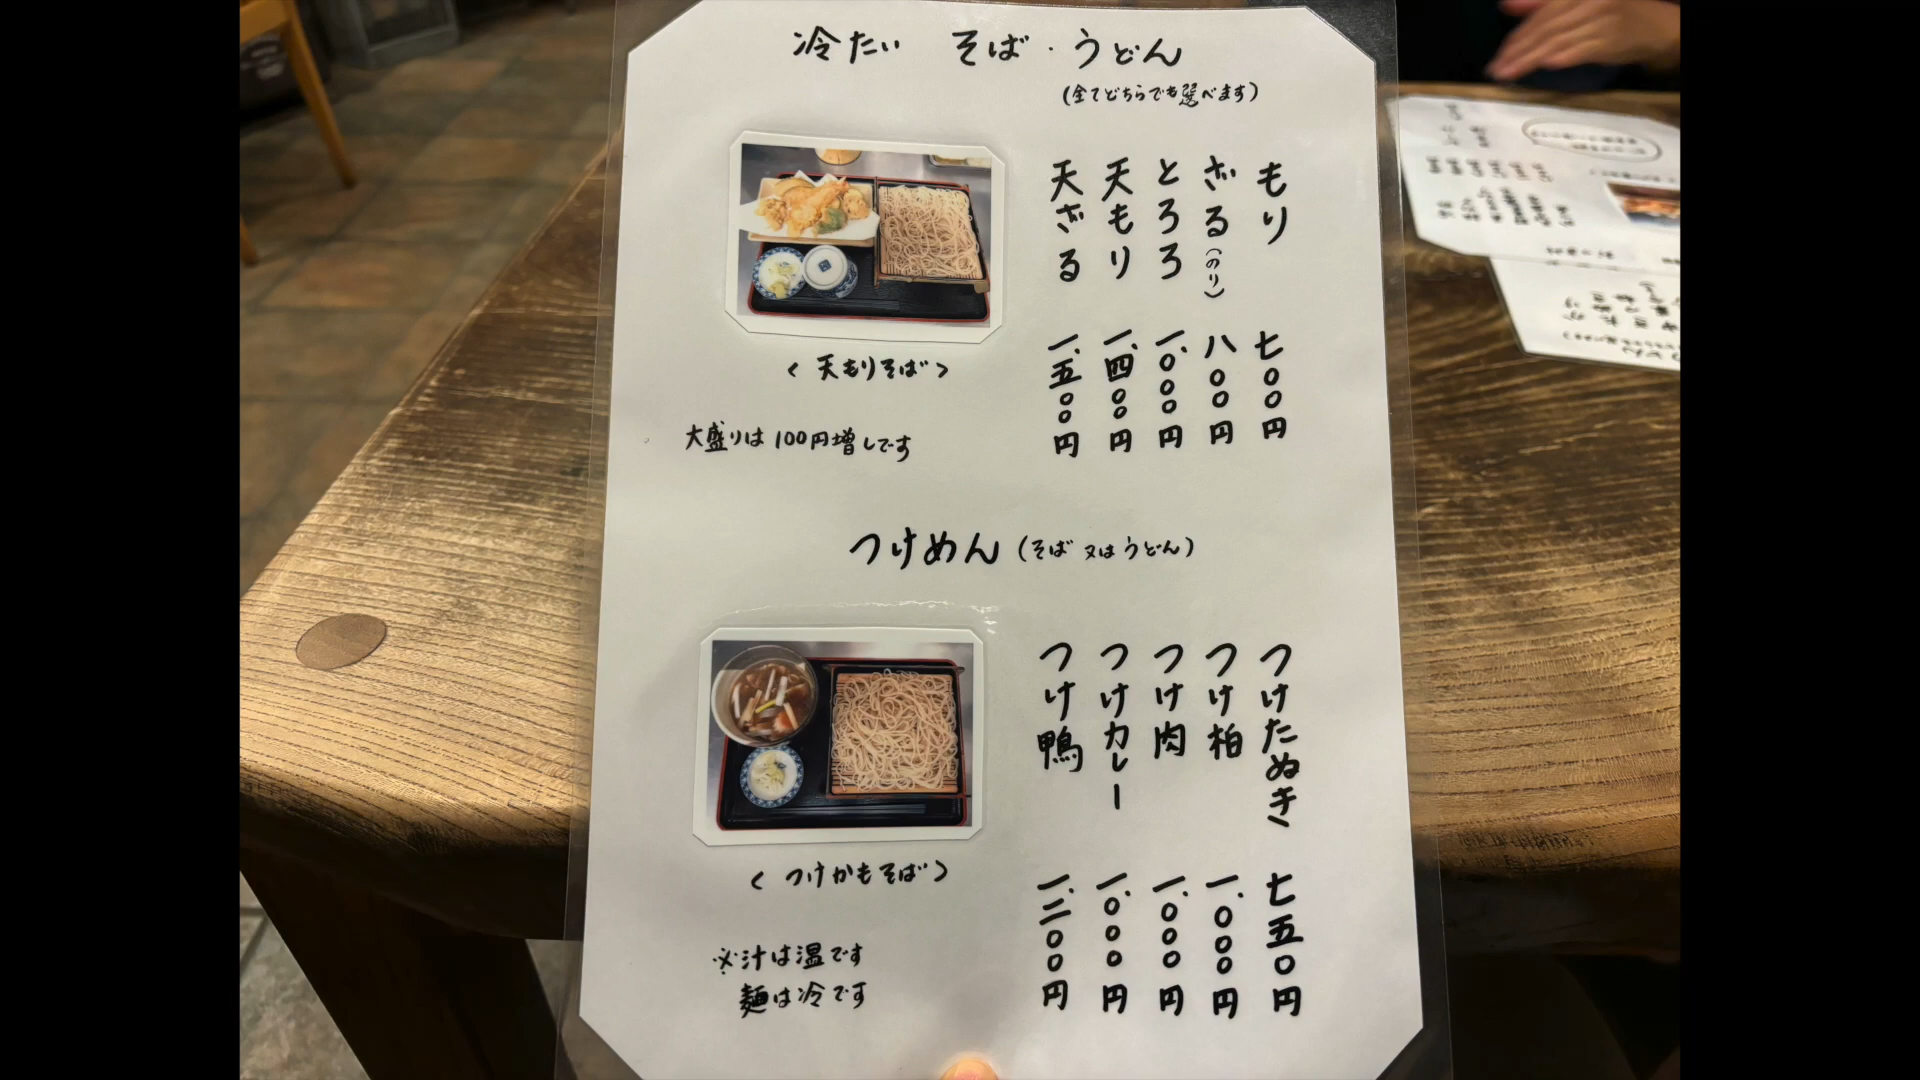 冷たい そば・うどん
(全てどちらでも選べます)
もり 七〇〇円
ざる(のり) 八〇〇円
とろろ 一、〇〇〇円
天もり 一、四〇〇円
天ざる 一、五〇〇円
<天もりそば>
大盛りは100円増しです
つけめん(そば又はうどん)
つけたぬき 七五〇円
つけ柏 一、〇〇〇円
つけ肉 一、〇〇〇円
つけカレー 一、〇〇〇円
つけ鴨 一、二〇〇円
<つけかもそば>
※汁は温です
麺は冷です